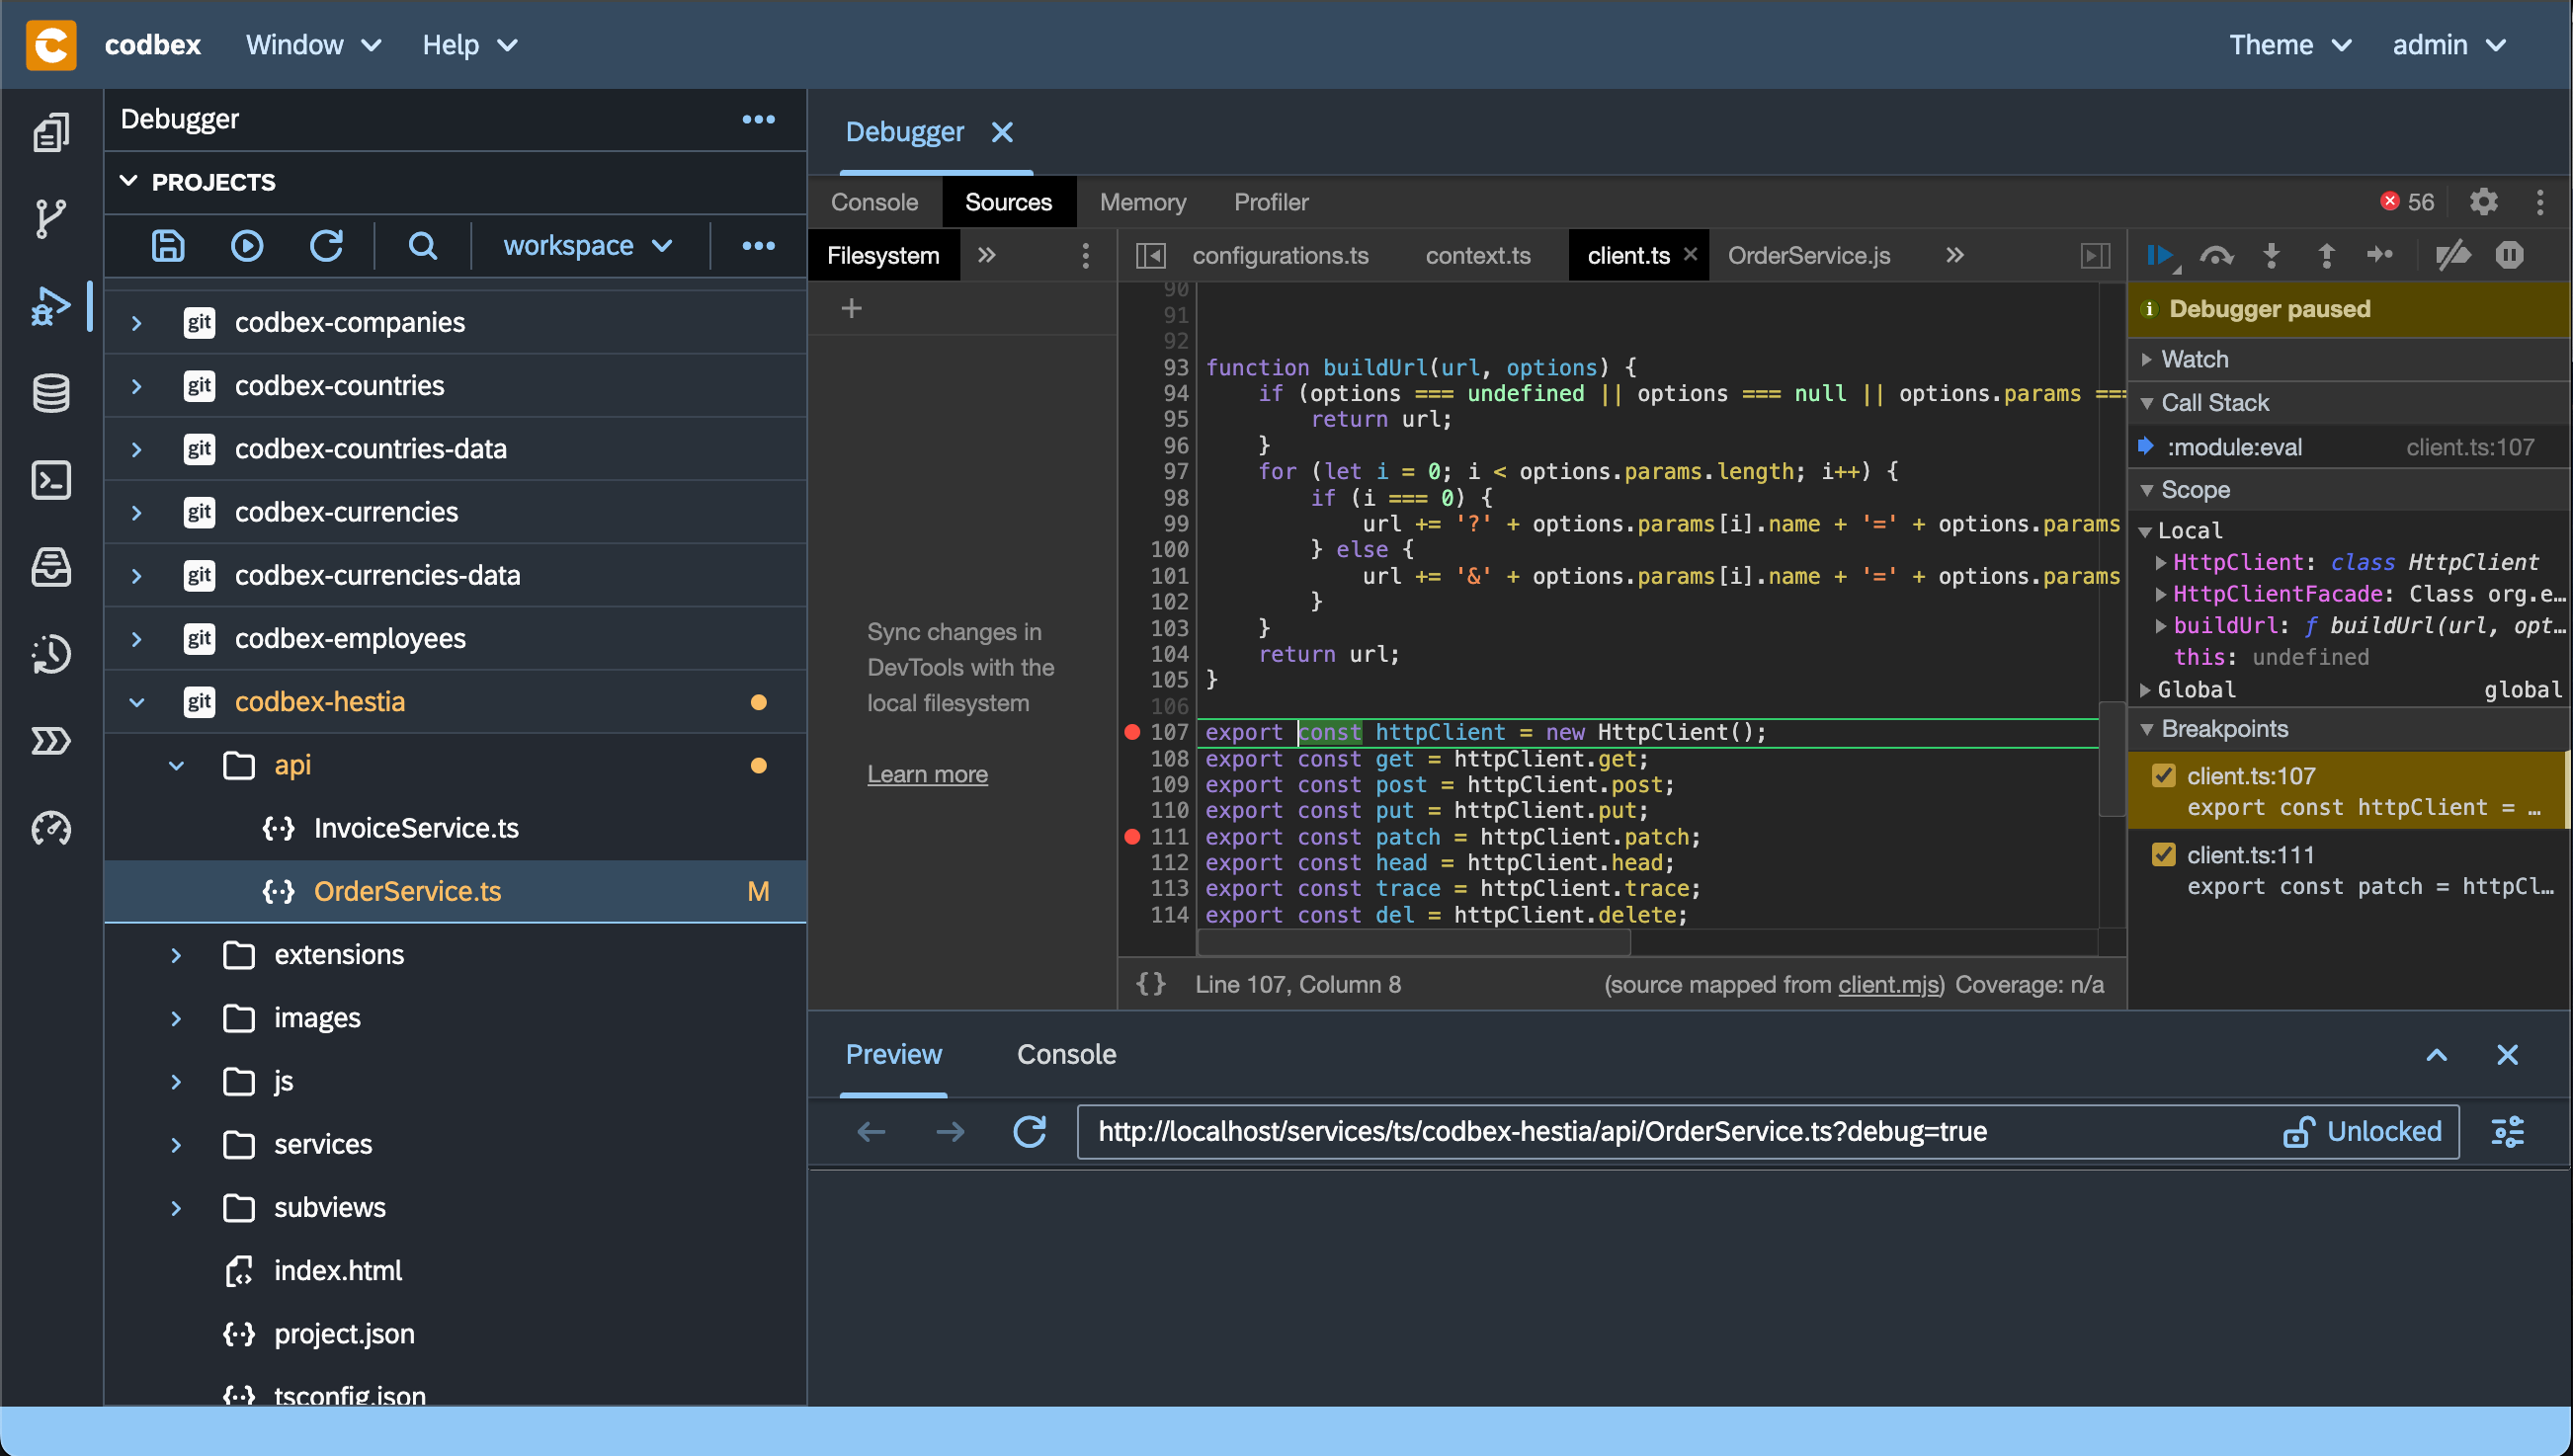 codbex Window Help Theme admin
Debugger
PROJECTS
workspace
git codbex-companies
git codbex-countries
git codbex-countries-data
git codbex-currencies
git codbex-currencies-data
git codbex-employees
git codbex-hestia
api
InvoiceService.ts
OrderService.ts M
extensions
images
js
services
subviews
index.html
project.json
tsconfig.json
Debugger
Console Sources Memory Profiler 56
Filesystem
Sync changes in
DevTools with the
local filesystem
Learn more
configurations.ts context.ts client.ts OrderService.js
90
91
92
93 function buildUrl(url, options) {
94 if (options === undefined || options === null || options.params ==
95 return url;
96 }
97 for (let i = 0; i < options.params.length; i++) {
98 if (i === 0) {
99 url += '?' + options.params[i].name + '=' + options.params
100 } else {
101 url += '&' + options.params[i].name + '=' + options.params
102 }
103 }
104 return url;
105 }
106
107 export const httpClient = new HttpClient();
108 export const get = httpClient.get;
109 export const post = httpClient.post;
110 export const put = httpClient.put;
111 export const patch = httpClient.patch;
112 export const head = httpClient.head;
113 export const trace = httpClient.trace;
114 export const del = httpClient.delete;
{} Line 107, Column 8 (source mapped from client.mjs) Coverage: n/a
Debugger paused
Watch
Call Stack
:module:eval client.ts:107
Scope
Local
HttpClient: class HttpClient
HttpClientFacade: Class org.e…
buildUrl: ƒ buildUrl(url, opt…
this: undefined
Global global
Breakpoints
client.ts:107
export const httpClient = …
client.ts:111
export const patch = httpCl…
Preview Console
http://localhost/services/ts/codbex-hestia/api/OrderService.ts?debug=true Unlocked